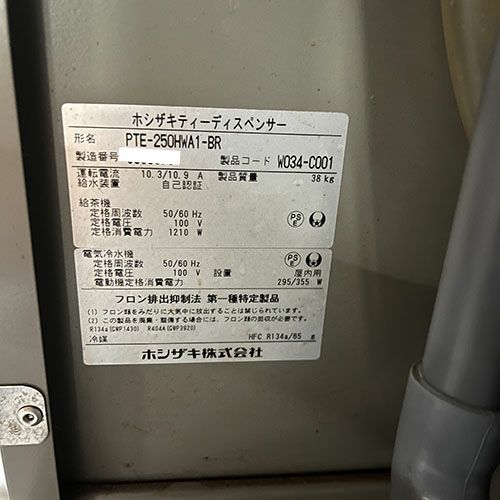 ホシザキティーディスペンサー
形名 PTE-250HWA1-BR
製造番号 製品コード W034-C001
運転電流 10.3/10.9 A 製品質量 38 kg
給水装置 自己認証
給茶機
定格周波数 50/60 Hz
定格電圧 100 V
定格消費電力 1210 W
PS
E
電気冷水機
定格周波数 50/60 Hz
定格電圧 100 V 設置 屋内用
電動機定格消費電力 295/355 W
PS
E
フロン排出抑制法 第一種特定製品
(1) フロン類をみだりに大気中に放出することは禁じられています。
(2) この製品を廃棄・整備する場合には、フロン類の回収が必要です。
R134a(GWP1430) R404A(GWP3920)
冷媒 HFC R134a/65 g
ホシザキ株式会社